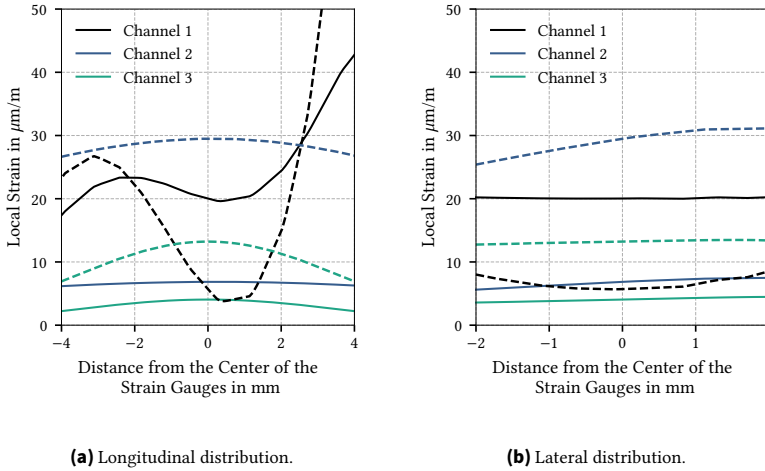 50
40
30
20
10
0
Local Strain in µm/m
Channel 1
Channel 2
Channel 3
−4
−2
0
2
4
Distance from the Center of the
Strain Gauges in mm
(a) Longitudinal distribution.
50
40
30
20
10
0
Local Strain in µm/m
Channel 1
Channel 2
Channel 3
−2
−1
0
1
Distance from the Center of the
Strain Gauges in mm
(b) Lateral distribution.